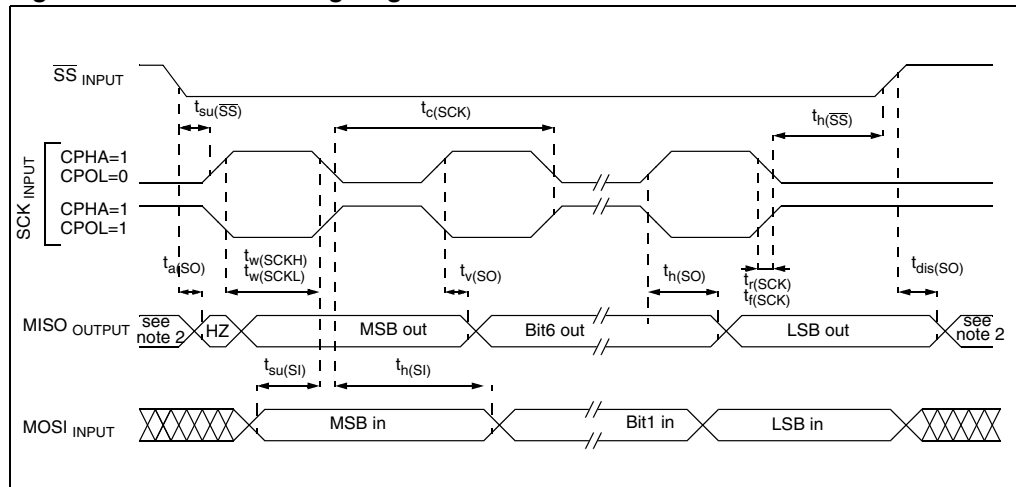 SS INPUT
tsu(SS)
tc(SCK)
th(SS)
SCK INPUT
CPHA=1
CPOL=0
CPHA=1
CPOL=1
ta(SO)
tw(SCKH)
tw(SCKL)
tv(SO)
th(SO)
tr(SCK)
tf(SCK)
tdis(SO)
MISO OUTPUT
see
note 2
HZ
MSB out
Bit6 out
LSB out
see
note 2
tsu(SI)
th(SI)
MOSI INPUT
MSB in
Bit1 in
LSB in